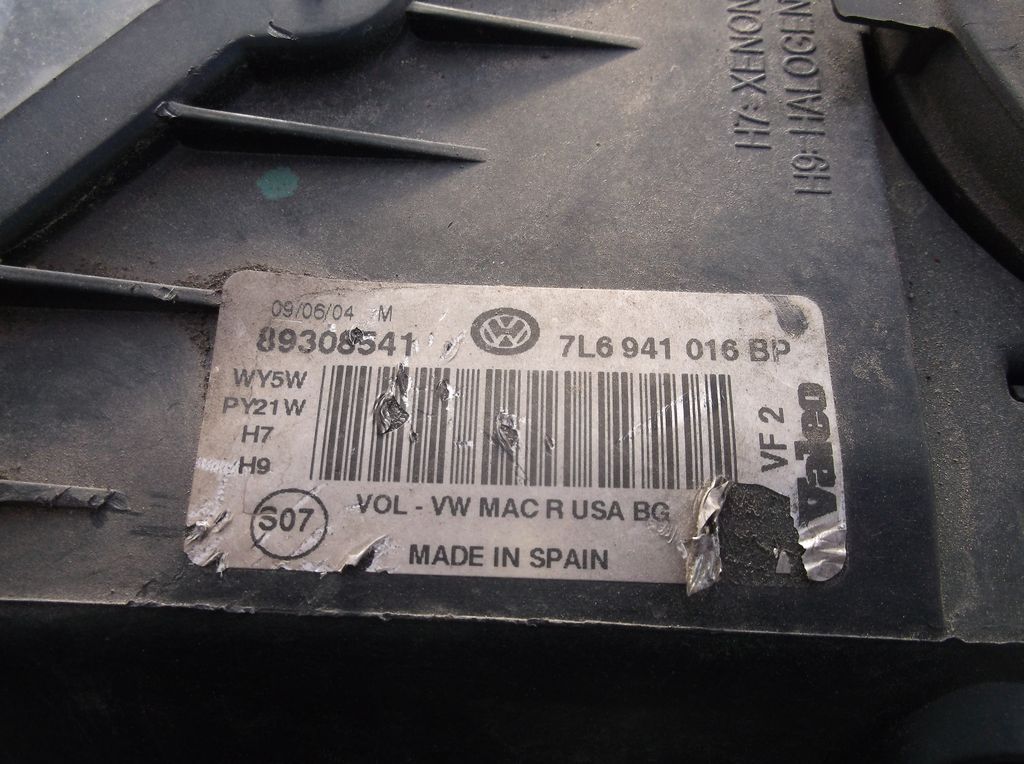 H7: XENON
H9: HALOGEN
09/06/04 M
89308541
7L6 941 016 BP
WY5W
PY21W
H7
H9
VF 2
valeo
S07
VOL - VW MAC R USA BG
MADE IN SPAIN